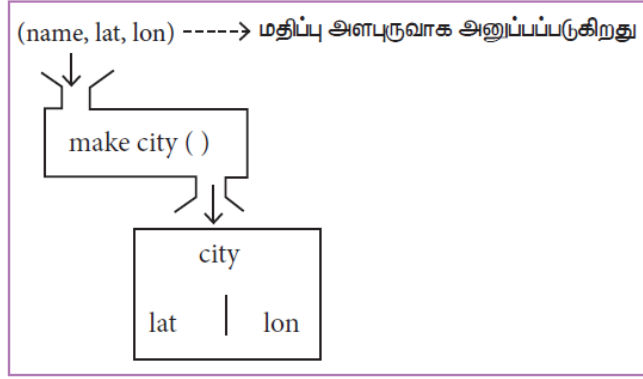 (name, lat, lon) -----> மதிப்பு அளபுருவாக அனுப்பப்படுகிறது
make city ( )
city
lat | lon